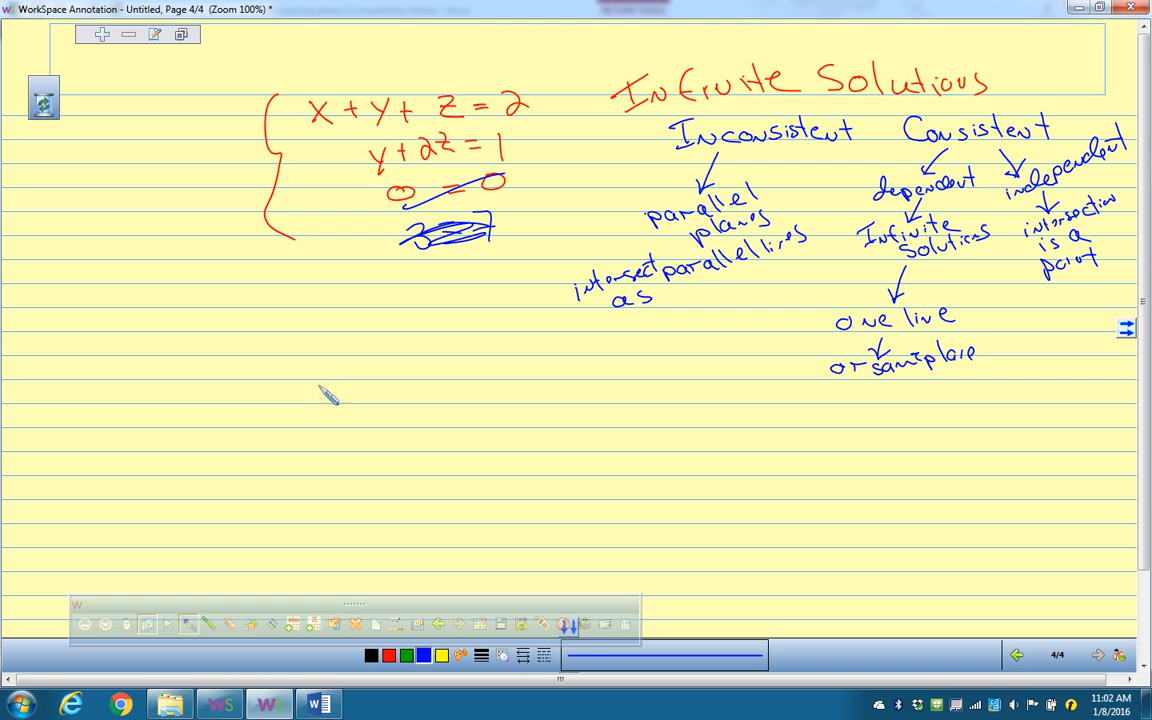 WorkSpace Annotation - Untitled, Page 4/4 (Zoom 100%) *
Infinite Solutions
x + y + z = 2
y + 2z = 1
0 = 0
3 = 7
Inconsistent
parallel
planes
intersect parallel lines
as
Consistent
dependent
Infinite
Solutions
one line
or same plane
independent
intersection
is a
point
4/4
11:02 AM
1/8/2016